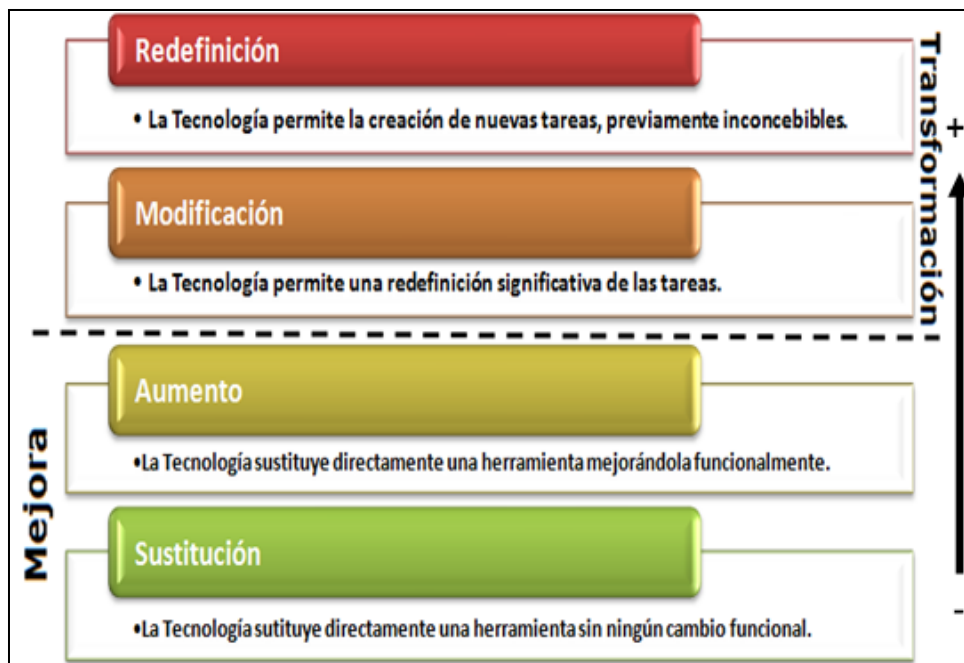 Redefinición
• La Tecnología permite la creación de nuevas tareas, previamente inconcebibles.
Modificación
• La Tecnología permite una redefinición significativa de las tareas.
Transformación
+
Aumento
•La Tecnología sustituye directamente una herramienta mejorándola funcionalmente.
Sustitución
•La Tecnología sutituye directamente una herramienta sin ningún cambio funcional.
Mejora
-